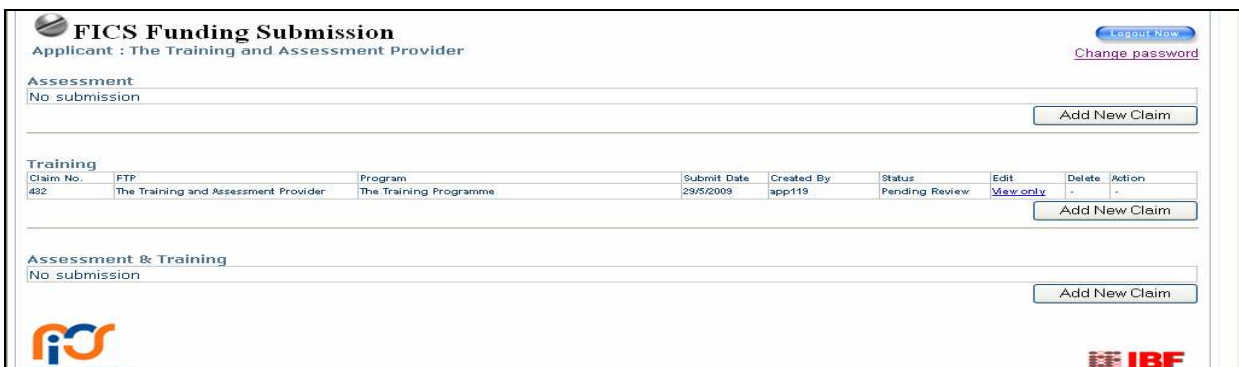 FICS Funding Submission
Logout Now
Applicant : The Training and Assessment Provider
Change password
Assessment
No submission
Add New Claim
Training
Claim No. FTP Program Submit Date Created By Status Edit Delete Action
432 The Training and Assessment Provider The Training Programme 29/5/2009 app119 Pending Review View only - -
Add New Claim
Assessment & Training
No submission
Add New Claim
fics
IBF